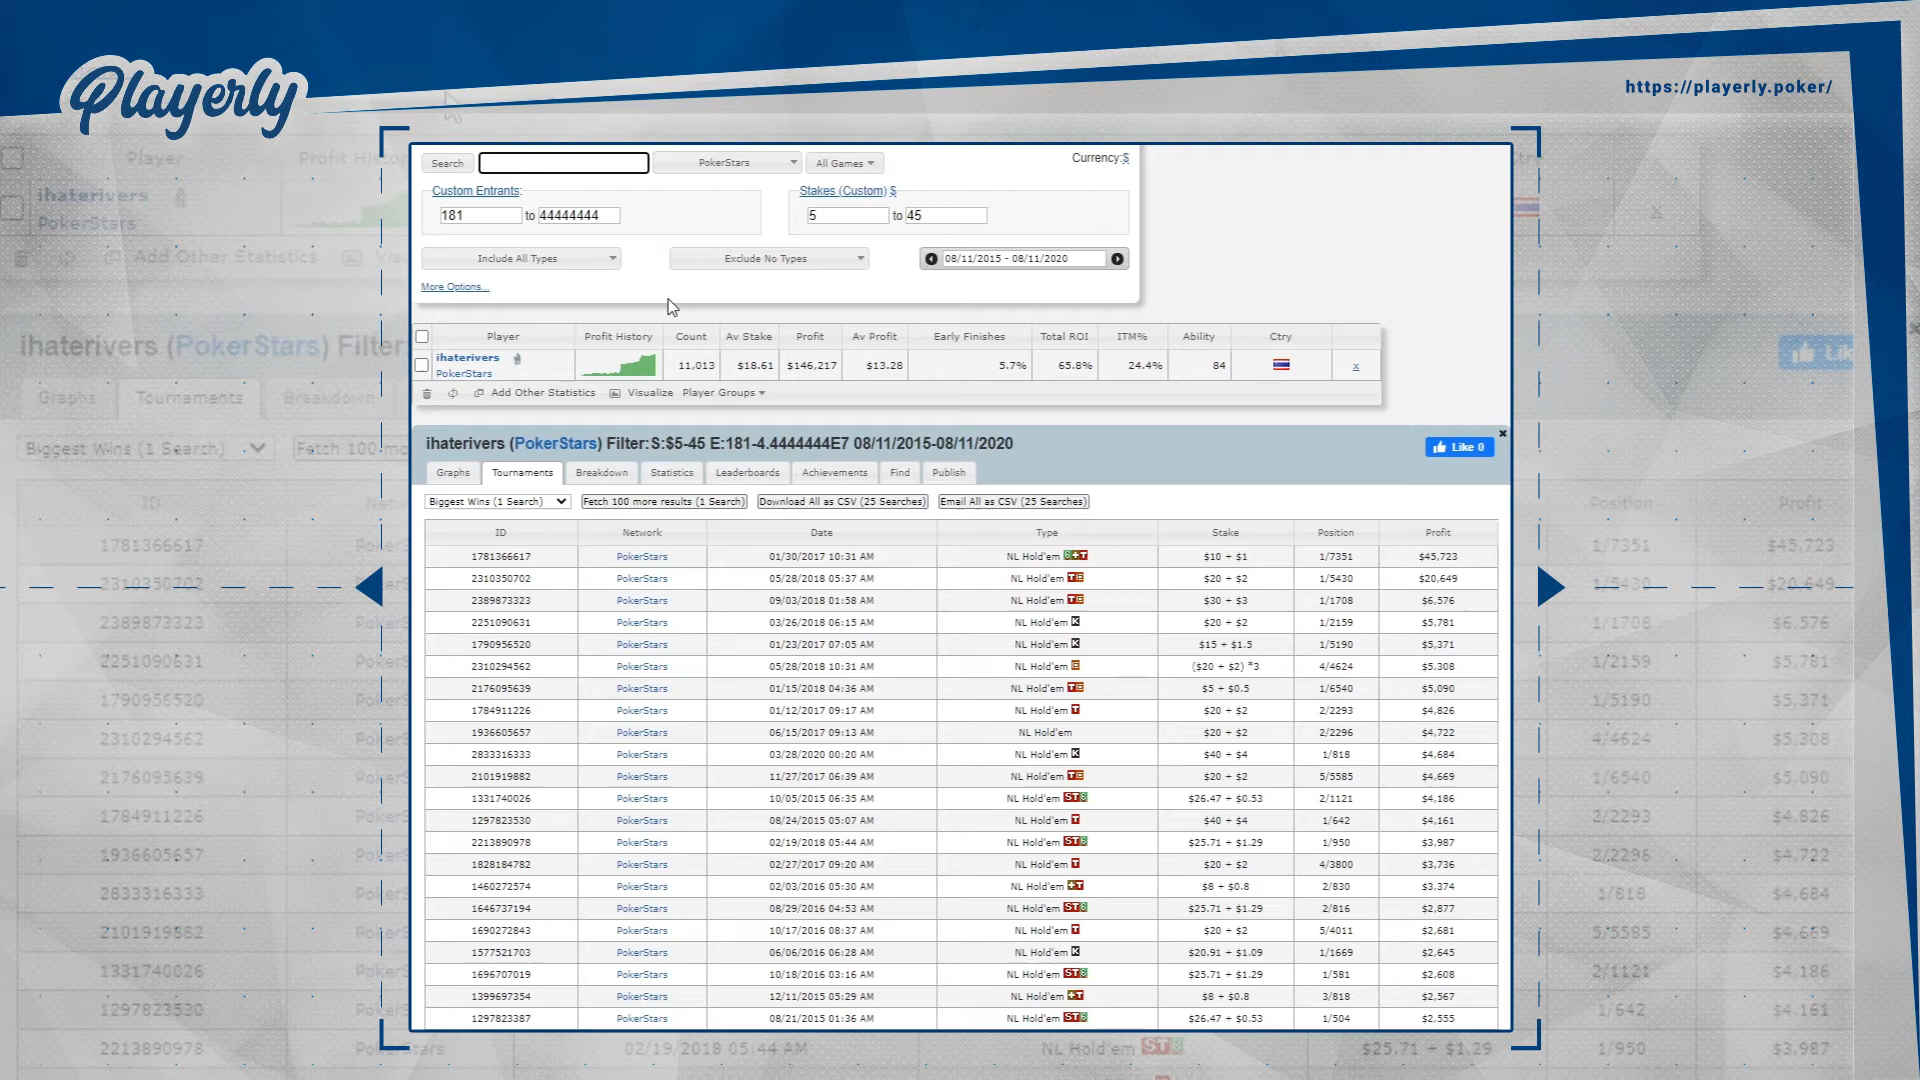 Playerly
https://playerly.poker/
Search PokerStars All Games Currency:$
Custom Entrants: Stakes (Custom) $
181 to 44444444 5 to 45
Include All Types Exclude No Types 08/11/2015 - 08/11/2020
More Options...
Player Profit History Count Av Stake Profit Av Profit Early Finishes Total ROI ITM% Ability Ctry
ihaterivers
PokerStars 11,013 $18.61 $146,217 $13.28 5.7% 65.8% 24.4% 84 x
Add Other Statistics Visualize Player Groups
ihaterivers (PokerStars) Filter:S:$5-45 E:181-4.4444444E7 08/11/2015-08/11/2020 Like 0
Graphs Tournaments Breakdown Statistics Leaderboards Achievements Find Publish
Biggest Wins (1 Search) Fetch 100 more results (1 Search) Download All as CSV (25 Searches) Email All as CSV (25 Searches)
ID Network Date Type Stake Position Profit
1781366617 PokerStars 01/30/2017 10:31 AM NL Hold'em $10 + $1 1/7351 $45,723
2310350702 PokerStars 05/28/2018 05:37 AM NL Hold'em $20 + $2 1/5430 $20,649
2389873323 PokerStars 09/03/2018 01:58 AM NL Hold'em $30 + $3 1/1708 $6,576
2251090631 PokerStars 03/26/2018 06:15 AM NL Hold'em K $20 + $2 1/2159 $5,781
1790956520 PokerStars 01/23/2017 07:05 AM NL Hold'em K $15 + $1.5 1/5190 $5,371
2310294562 PokerStars 05/28/2018 10:31 AM NL Hold'em ($20 + $2) *3 4/4624 $5,308
2176095639 PokerStars 01/15/2018 04:36 AM NL Hold'em $5 + $0.5 1/6540 $5,090
1784911226 PokerStars 01/12/2017 09:17 AM NL Hold'em T $20 + $2 2/2293 $4,826
1936605657 PokerStars 06/15/2017 09:13 AM NL Hold'em $20 + $2 2/2296 $4,722
2833316333 PokerStars 03/28/2020 00:20 AM NL Hold'em K $40 + $4 1/818 $4,684
2101919882 PokerStars 11/27/2017 06:39 AM NL Hold'em $20 + $2 5/5585 $4,669
1331740026 PokerStars 10/05/2015 06:35 AM NL Hold'em ST6 $26.47 + $0.53 2/1121 $4,186
1297823530 PokerStars 08/24/2015 05:07 AM NL Hold'em T $40 + $4 1/642 $4,161
2213890978 PokerStars 02/19/2018 05:44 AM NL Hold'em ST6 $25.71 + $1.29 1/950 $3,987
1828184782 PokerStars 02/27/2017 09:20 AM NL Hold'em T $20 + $2 4/3800 $3,736
1460272574 PokerStars 02/03/2016 05:30 AM NL Hold'em $8 + $0.8 2/830 $3,374
1646737194 PokerStars 08/29/2016 04:53 AM NL Hold'em ST6 $25.71 + $1.29 2/816 $2,877
1690272843 PokerStars 10/17/2016 08:37 AM NL Hold'em T $20 + $2 5/4011 $2,681
1577521703 PokerStars 06/06/2016 06:28 AM NL Hold'em K $20.91 + $1.09 1/1669 $2,645
1696707019 PokerStars 10/18/2016 03:16 AM NL Hold'em ST6 $25.71 + $1.29 1/581 $2,608
1399697354 PokerStars 12/11/2015 05:29 AM NL Hold'em $8 + $0.8 3/818 $2,567
1297823387 PokerStars 08/21/2015 01:36 AM NL Hold'em ST6 $26.47 + $0.53 1/504 $2,555